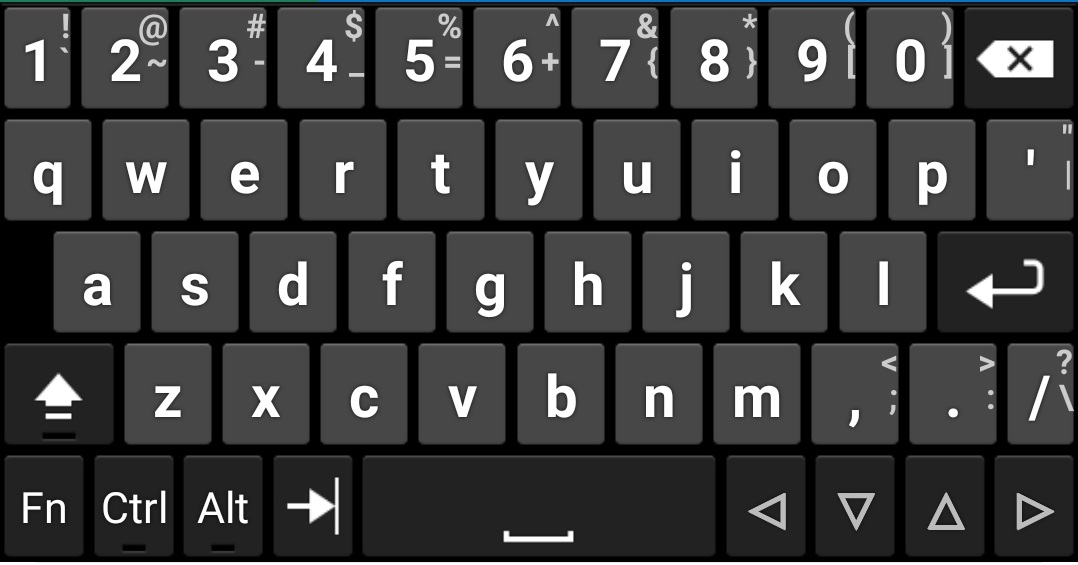 ! @ # $ % ^ & * ( )
1 ` 2 ~ 3 - 4 _ 5 = 6 + 7 { 8 } 9 [ 0 ]
q w e r t y u i o p ' " |
a s d f g h j k l
z x c v b n m , < ; . > : / ? \
Fn Ctrl Alt